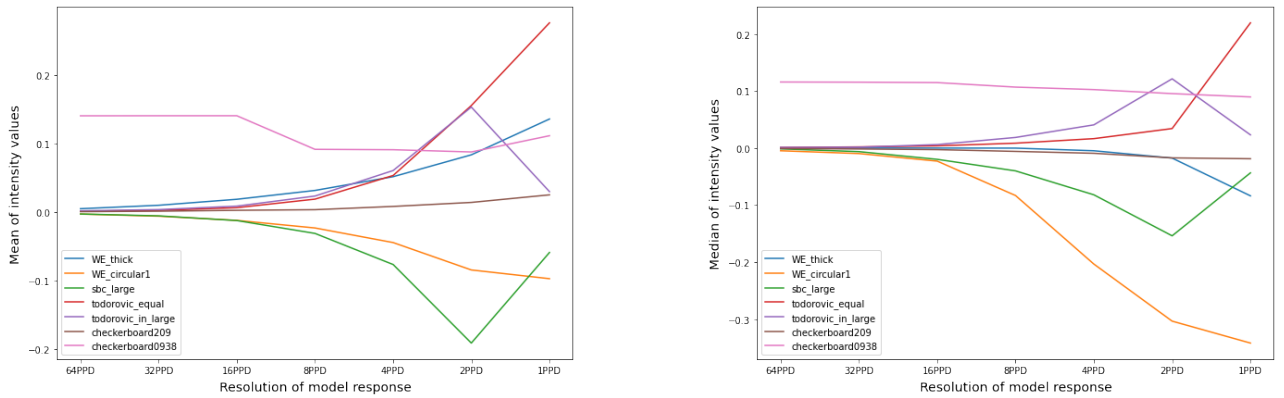 Mean of intensity values
0.2
0.1
0.0
−0.1
−0.2
WE_thick
WE_circular1
sbc_large
todorovic_equal
todorovic_in_large
checkerboard209
checkerboard0938
64PPD 32PPD 16PPD 8PPD 4PPD 2PPD 1PPD
Resolution of model response
Median of intensity values
0.2
0.1
0.0
−0.1
−0.2
−0.3
WE_thick
WE_circular1
sbc_large
todorovic_equal
todorovic_in_large
checkerboard209
checkerboard0938
64PPD 32PPD 16PPD 8PPD 4PPD 2PPD 1PPD
Resolution of model response